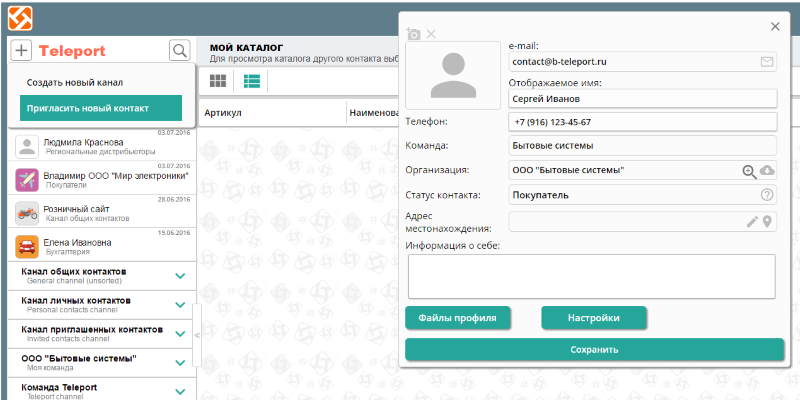 Teleport
Создать новый канал
Пригласить новый контакт
03.07.2016
Людмила Краснова
Региональные дистрибьюторы
03.07.2016
Владимир ООО "Мир электроники"
Покупатели
28.06.2016
Розничный сайт
Канал общих контактов
19.06.2016
Елена Ивановна
Бухгалтерия
Канал общих контактов
General channel (unsorted)
Канал личных контактов
Personal contacts channel
Канал приглашенных контактов
Invited contacts channel
ООО "Бытовые системы"
Моя команда
Команда Teleport
Teleport channel
<
МОЙ КАТАЛОГ
Для просмотра каталога другого контакта выб
Артикул Наименова
e-mail:
contact@b-teleport.ru
Отображаемое имя:
Сергей Иванов
Телефон: +7 (916) 123-45-67
Команда: Бытовые системы
Организация: ООО "Бытовые системы"
Статус контакта: Покупатель
Адрес
местонахождения:
Информация о себе:
Файлы профиля Настройки
Сохранить